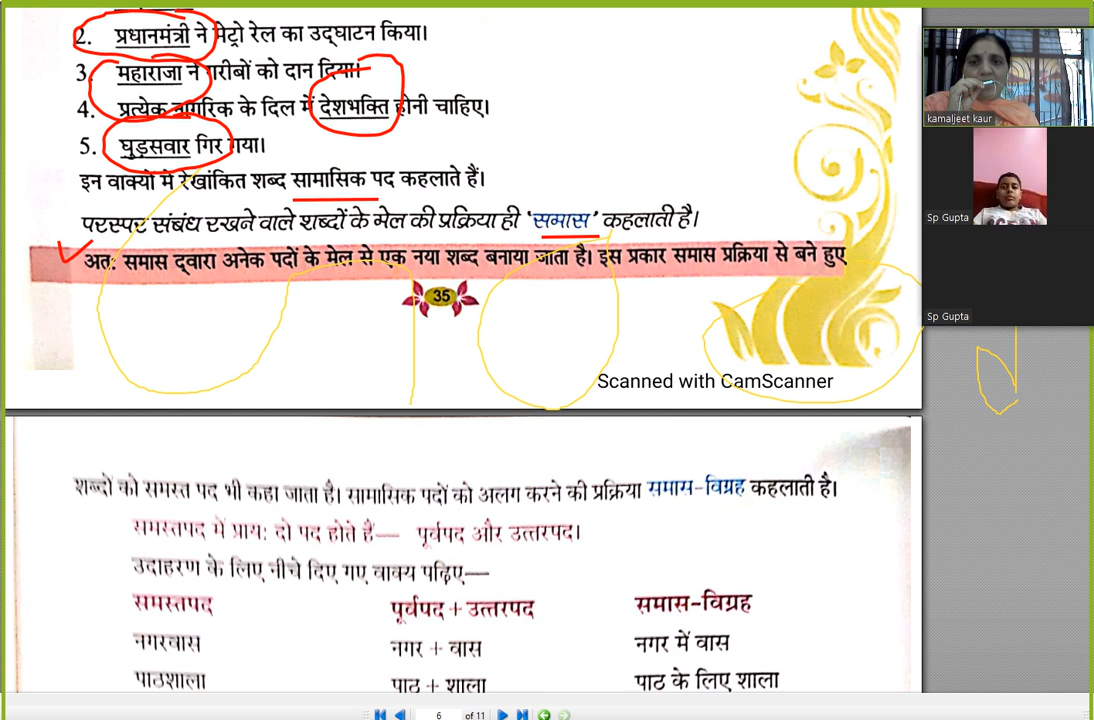 2. प्रधानमंत्री ने मेट्रो रेल का उद्घाटन किया।
3. महाराजा ने गरीबों को दान दिया।
4. प्रत्येक नागरिक के दिल में देशभक्ति होनी चाहिए।
5. घुड़सवार गिर गया।
इन वाक्यों में रेखांकित शब्द सामासिक पद कहलाते हैं।
परस्पर संबंध रखने वाले शब्दों के मेल की प्रक्रिया ही 'समास' कहलाती है।
अतः समास द्वारा अनेक पदों के मेल से एक नया शब्द बनाया जाता है। इस प्रकार समास प्रक्रिया से बने हुए
35
Scanned with CamScanner
शब्दों को समस्त पद भी कहा जाता है। सामासिक पदों को अलग करने की प्रक्रिया समास-विग्रह कहलाती है।
समस्तपद में प्राय: दो पद होते हैं— पूर्वपद और उत्तरपद।
उदाहरण के लिए नीचे दिए गए वाक्य पढ़िए—
समस्तपद पूर्वपद + उत्तरपद समास-विग्रह
नगरवास नगर + वास नगर में वास
पाठशाला पाठ + शाला पाठ के लिए शाला
6 of 11
kamaljeet kaur
Sp Gupta
Sp Gupta